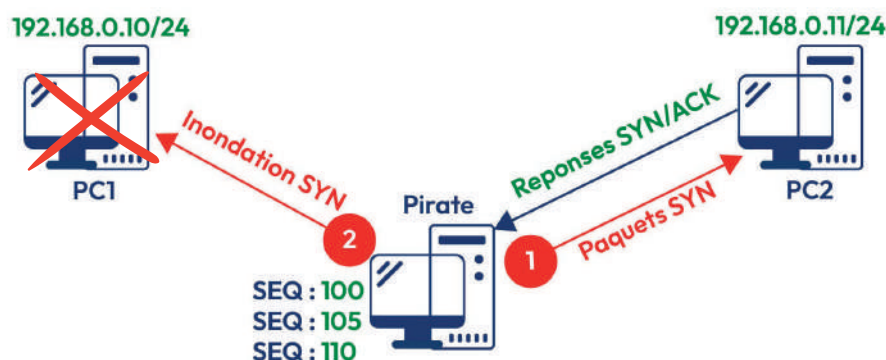 192.168.0.10/24
192.168.0.11/24
Inondation SYN
Reponses SYN/ACK
Paquets SYN
PC1
PC2
Pirate
2
1
SEQ : 100
SEQ : 105
SEQ : 110